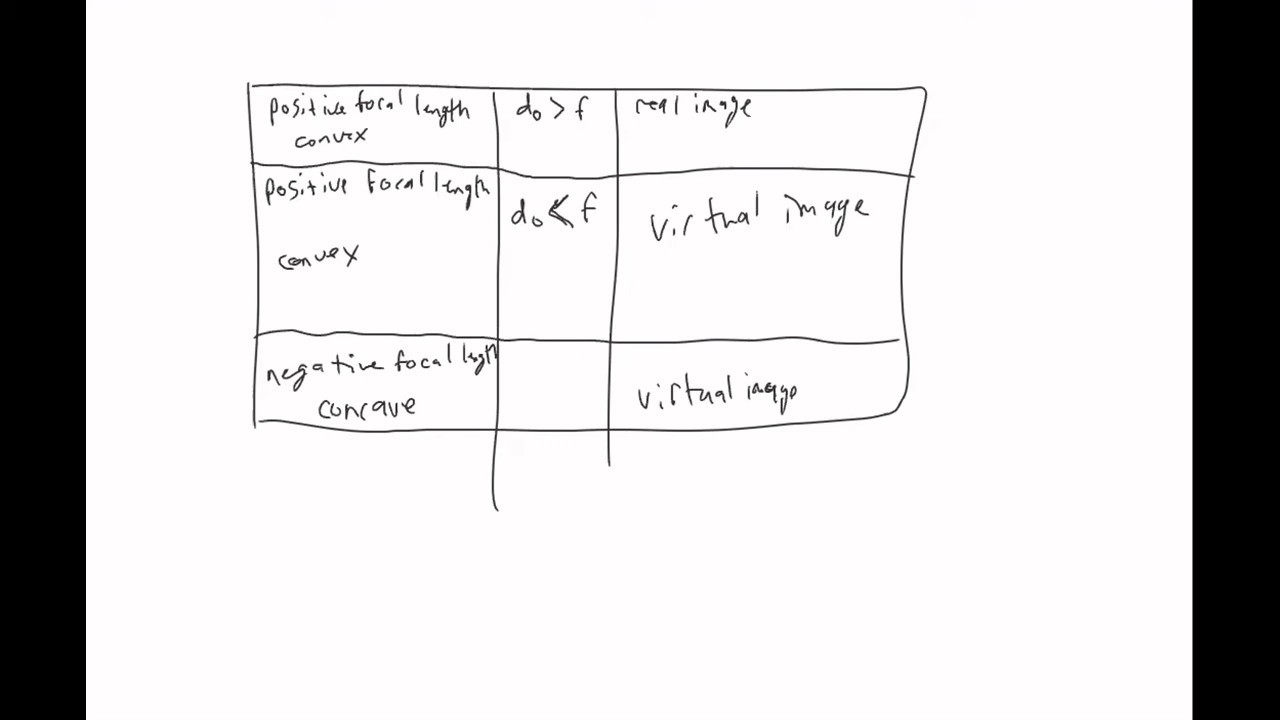 positive focal length
convex
do > f
real image
positive focal length
convex
do < f
virtual image
negative focal length
concave
virtual image